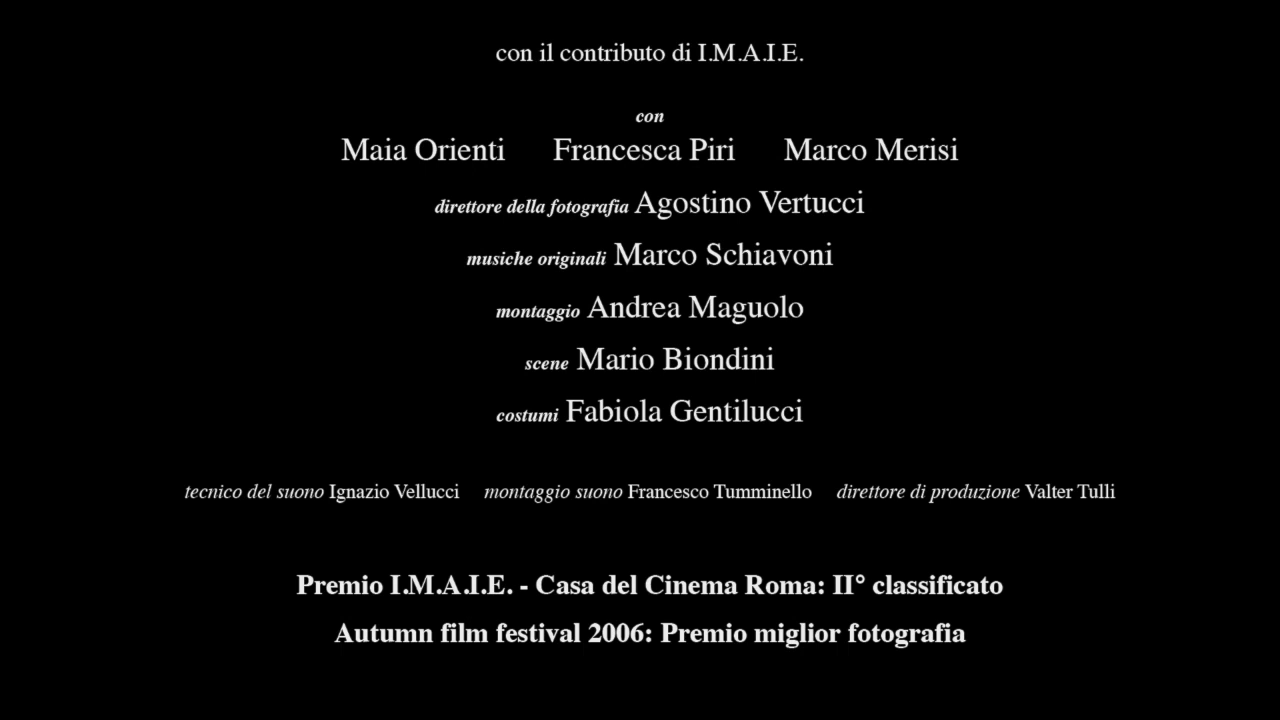 con il contributo di I.M.A.I.E.
con
Maia Orienti Francesca Piri Marco Merisi
direttore della fotografia Agostino Vertucci
musiche originali Marco Schiavoni
montaggio Andrea Maguolo
scene Mario Biondini
costumi Fabiola Gentilucci
tecnico del suono Ignazio Vellucci montaggio suono Francesco Tumminello direttore di produzione Valter Tulli
Premio I.M.A.I.E. - Casa del Cinema Roma: II° classificato
Autumn film festival 2006: Premio miglior fotografia